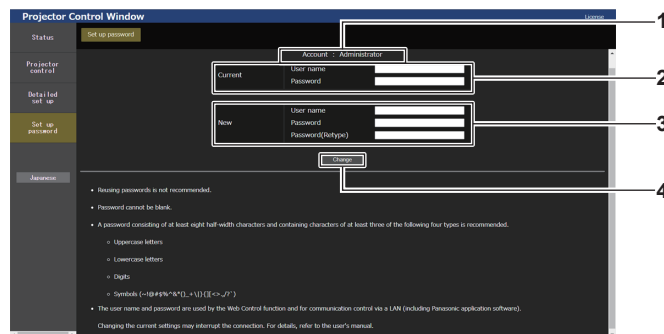 Projector Control Window
License
1
Status
Set up password
Account : Administrator
Projector
control
Current
User name
Password
2
Detailed
set up
New
User name
Password
Password(Retype)
3
Set up
password
Change
4
Japanese
• Reusing passwords is not recommended.
• Password cannot be blank.
• A password consisting of at least eight half-width characters and containing characters of at least three of the following four types is recommended.
Uppercase letters
Lowercase letters
Digits
Symbols (~!@#$%^&*()_+\|}{][<>.,/?`)
• The user name and password are used by the Web Control function and for communication control via a LAN (including Panasonic application software).
Changing the current settings may interrupt the connection. For details, refer to the user's manual.